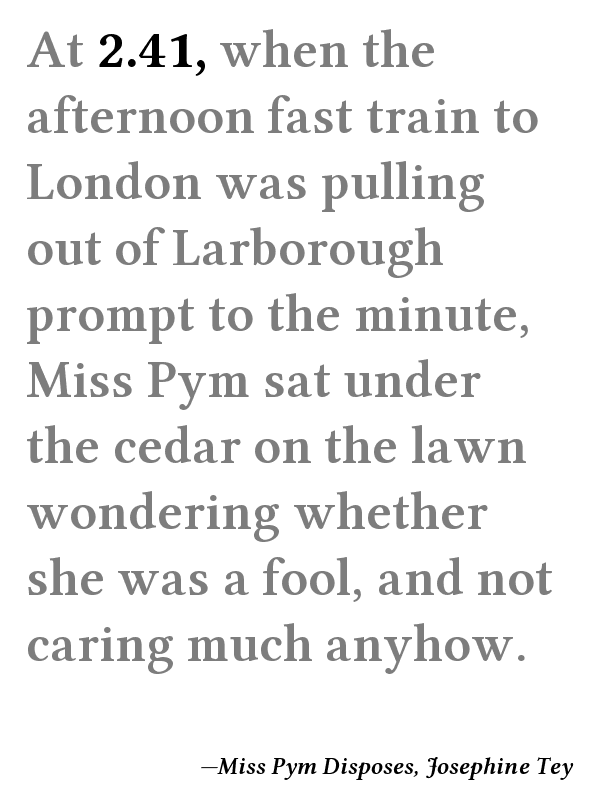 At 2.41, when the
afternoon fast train to
London was pulling
out of Larborough
prompt to the minute,
Miss Pym sat under
the cedar on the lawn
wondering whether
she was a fool, and not
caring much anyhow.
—Miss Pym Disposes, Josephine Tey